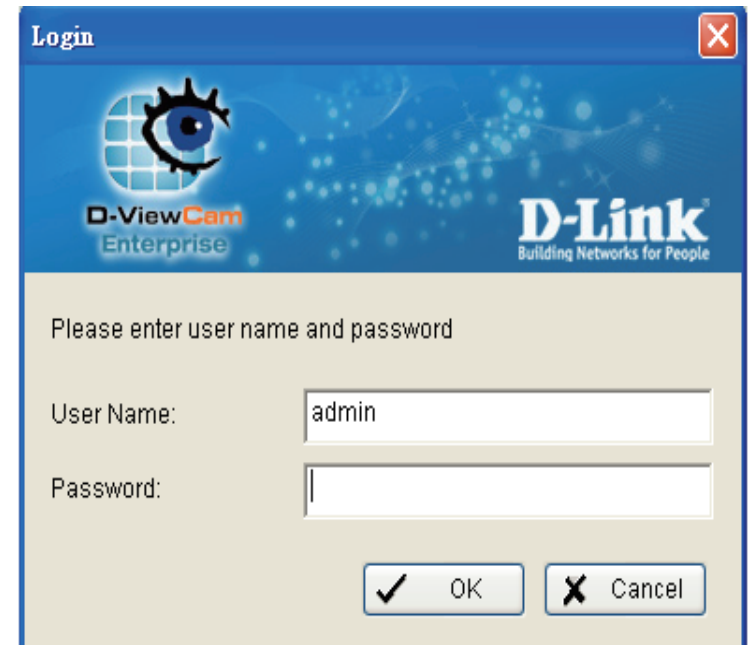 Login
D-ViewCam
Enterprise
D-Link
Building Networks for People
Please enter user name and password
User Name:
admin
Password:
OK
Cancel